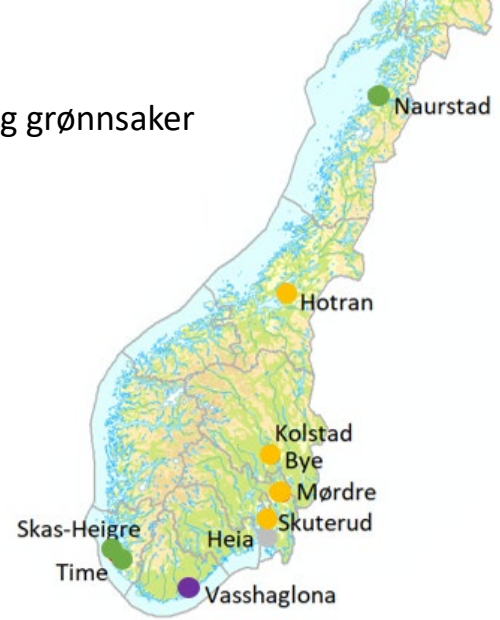 Naurstad
g grønnsaker
Hotran
Kolstad
Bye
Mørdre
Skuterud
Skas-Heigre
Heia
Time
Vasshaglona